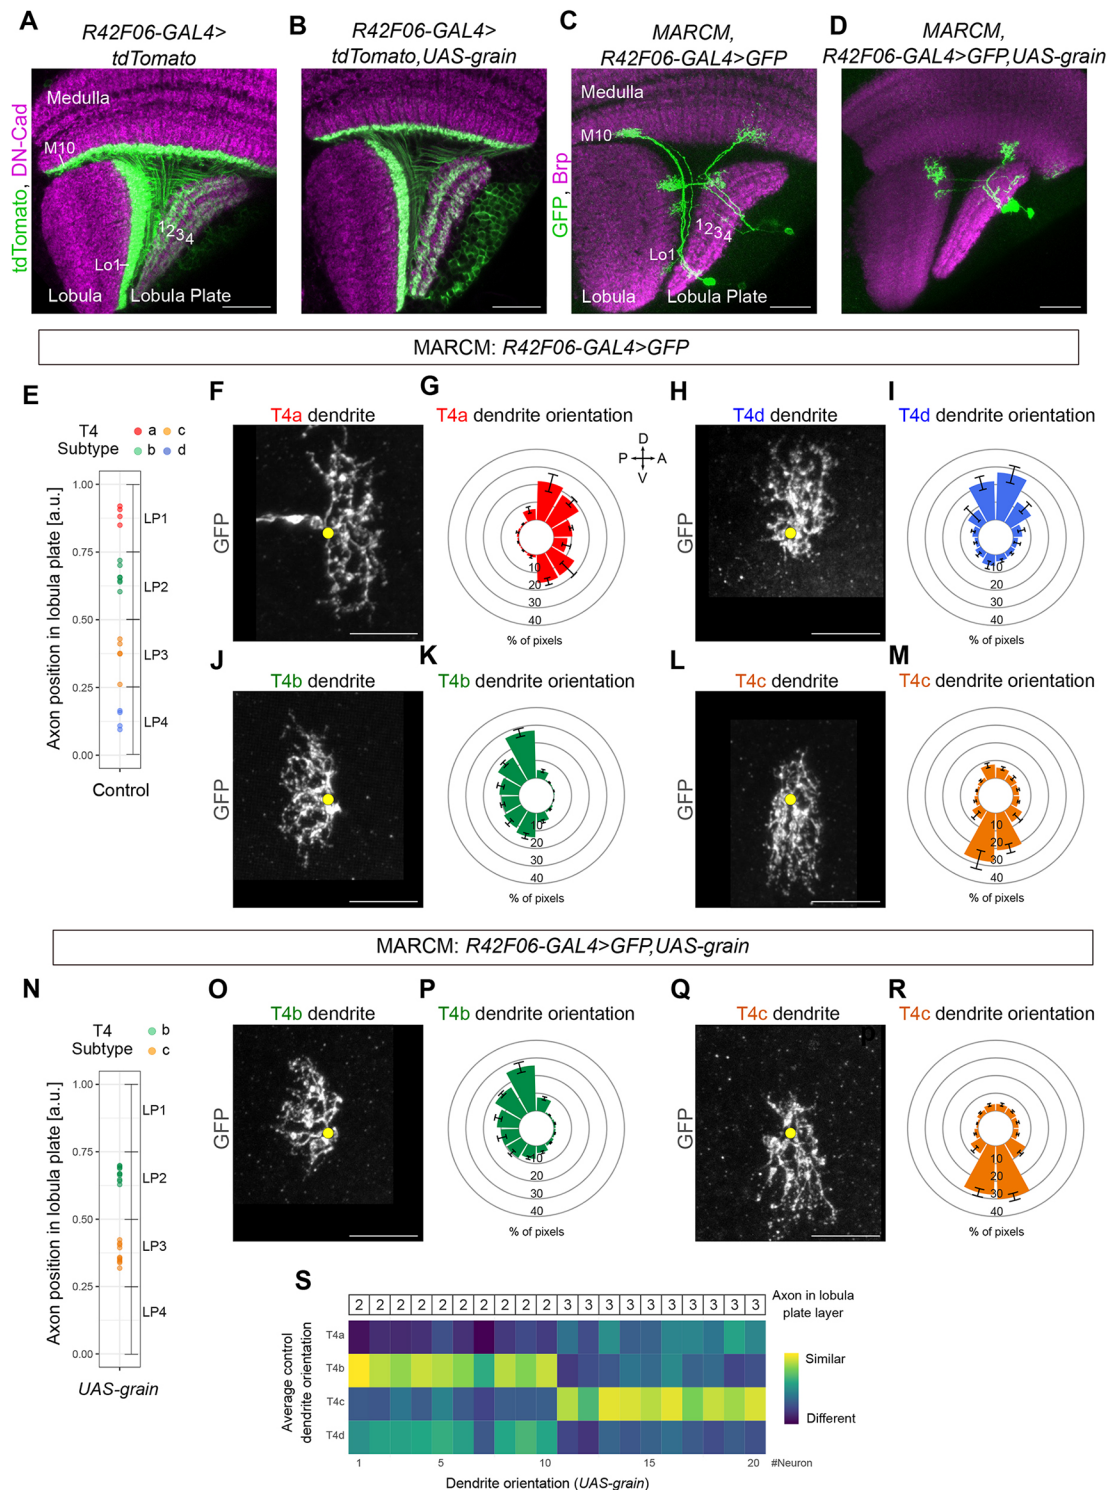 A
R42F06-GAL4>
tdTomato
B
R42F06-GAL4>
tdTomato,UAS-grain
C
MARCM,
R42F06-GAL4>GFP
D
MARCM,
R42F06-GAL4>GFP,UAS-grain
tdTomato, DN-Cad
Medulla
M10
1234
Lo1
Lobula
Lobula Plate
GFP, Brp
Medulla
M10
1234
Lo1
Lobula
Lobula Plate
MARCM: R42F06-GAL4>GFP
E
T4
Subtype
a
c
b
d
Axon position in lobula plate [a.u.]
1.00
0.75
0.50
0.25
0.00
LP1
LP2
LP3
LP4
Control
F
T4a dendrite
GFP
G
T4a dendrite orientation
D
P
A
V
10
20
30
40
% of pixels
H
T4d dendrite
GFP
I
T4d dendrite orientation
10
20
30
40
% of pixels
J
T4b dendrite
GFP
K
T4b dendrite orientation
10
20
30
40
% of pixels
L
T4c dendrite
GFP
M
T4c dendrite orientation
10
20
30
40
% of pixels
MARCM: R42F06-GAL4>GFP,UAS-grain
N
T4
Subtype
b
c
Axon position in lobula plate [a.u.]
1.00
0.75
0.50
0.25
0.00
LP1
LP2
LP3
LP4
UAS-grain
O
T4b dendrite
GFP
P
T4b dendrite orientation
10
20
30
40
% of pixels
Q
T4c dendrite
p
GFP
R
T4c dendrite orientation
10
20
30
40
% of pixels
S
2 2 2 2 2 2 2 2 2 2 3 3 3 3 3 3 3 3 3 3
Axon in lobula
plate layer
Average control
dendrite orientation
T4a
T4b
T4c
T4d
Similar
Different
1 5 10 15 20
#Neuron
Dendrite orientation (UAS-grain)